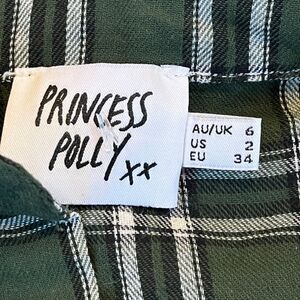 PRINCESS
POLLY xx
AU/UK 6
US 2
EU 34